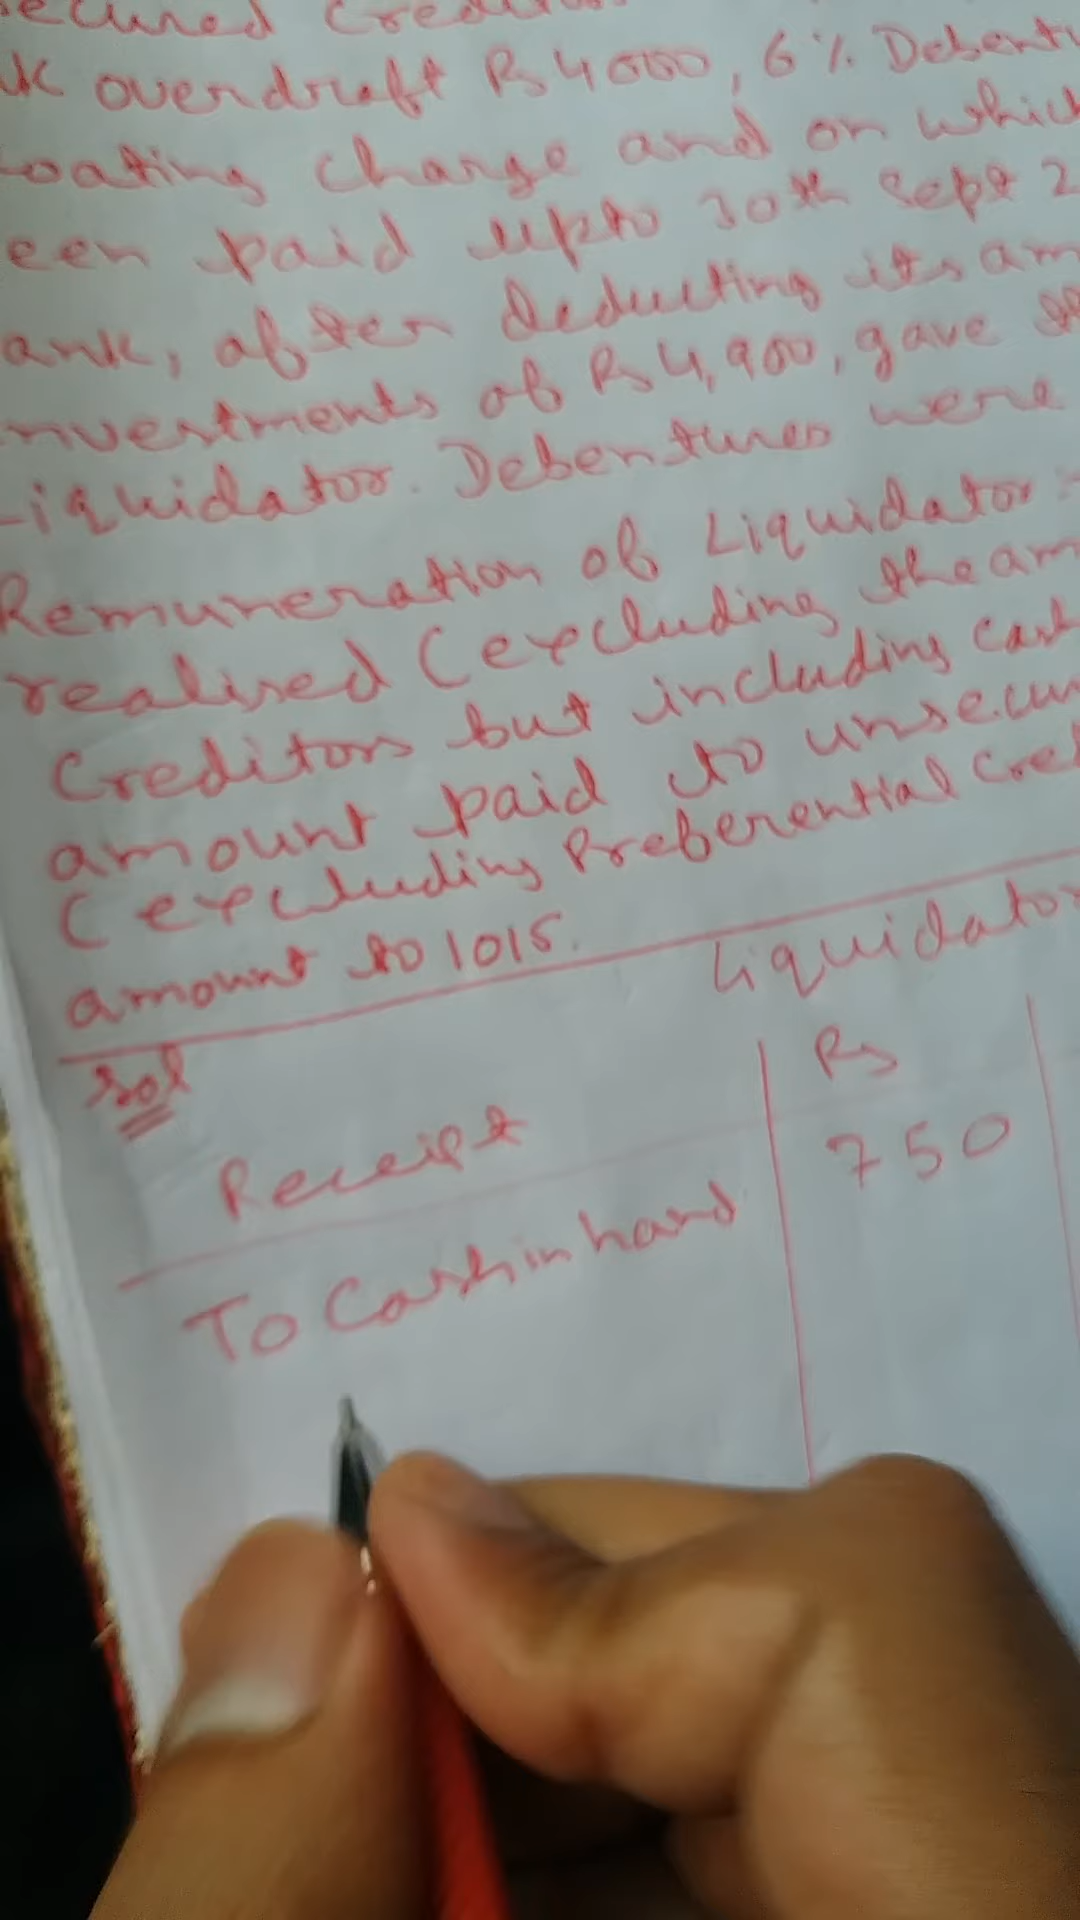 ecured Credit
k overdraft Rs 4000, 6% Debentu
loating charge and on which
een paid upto 30th Sept 2
ank, after deducting its am
nvestments of Rs 4,900, gave
Liquidator. Debentures were
Remuneration of Liquidator :-
realised (excluding the am
Creditors but including cash
amount paid to unsecu
(excluding Preferential Cred
amount to 1015.
Liquidator
Sol
Receipt Rs
To Cash in hand 750